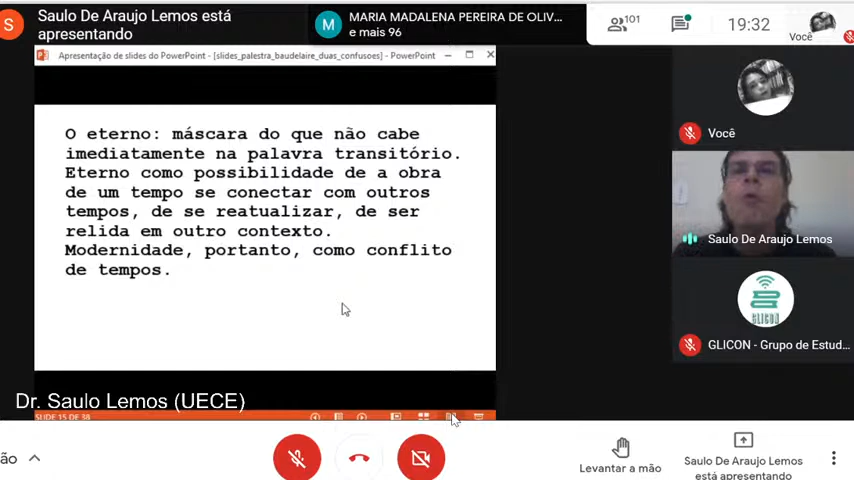 S
Saulo De Araujo Lemos está
apresentando
M
MARIA MADALENA PEREIRA DE OLIV...
e mais 96
101
19:32
Você
Apresentação de slides do PowerPoint - [slides_palestra_baudelaire_duas_confusoes] - PowerPoint
O eterno: máscara do que não cabe
imediatamente na palavra transitório.
Eterno como possibilidade de a obra
de um tempo se conectar com outros
tempos, de se reatualizar, de ser
relida em outro contexto.
Modernidade, portanto, como conflito
de tempos.
Você
Saulo De Araujo Lemos
GLICON
GLICON - Grupo de Estud...
Dr. Saulo Lemos (UECE)
SLIDE 15 DE 38
ão
Levantar a mão
Saulo De Araujo Lemos
está apresentando